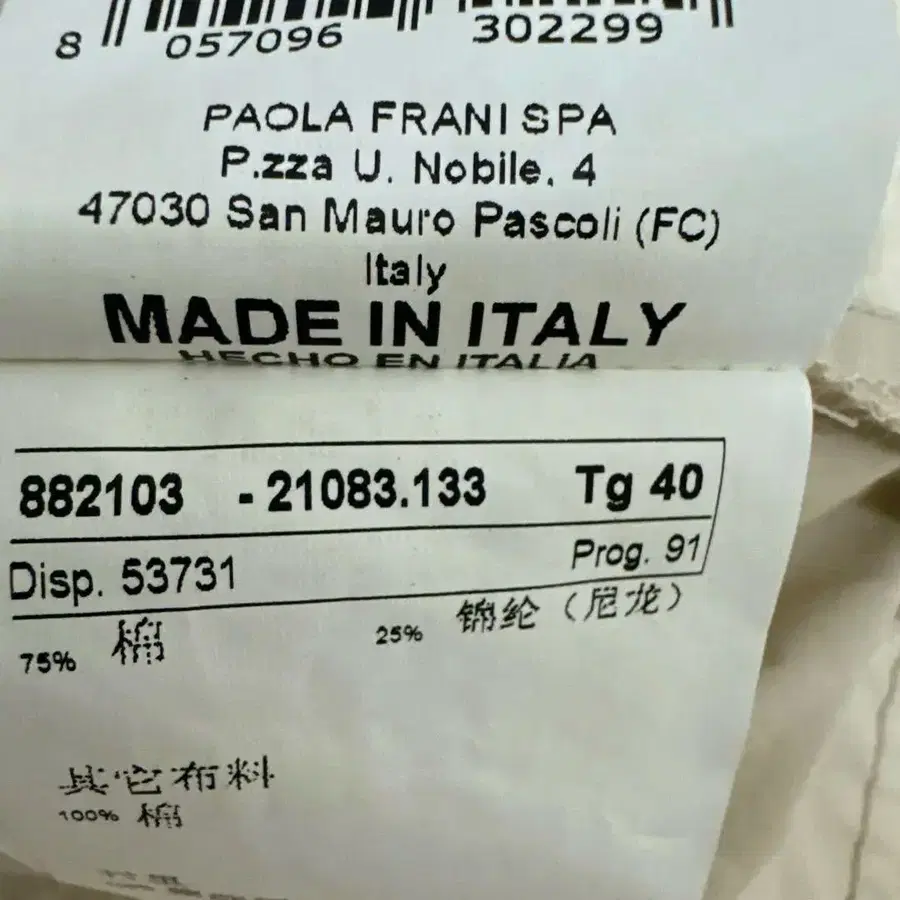 8 057096 302299
PAOLA FRANI SPA
P.zza U. Nobile, 4
47030 San Mauro Pascoli (FC)
Italy
MADE IN ITALY
HECHO EN ITALIA
882103 - 21083.133 Tg 40
Disp. 53731 Prog. 91
75% 棉 25% 锦纶（尼龙）
其它布料
100% 棉